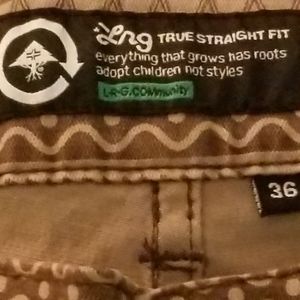 Lrg TRUE STRAIGHT FIT
everything that grows has roots
adopt children not styles
L-R-G.COMmunity
36